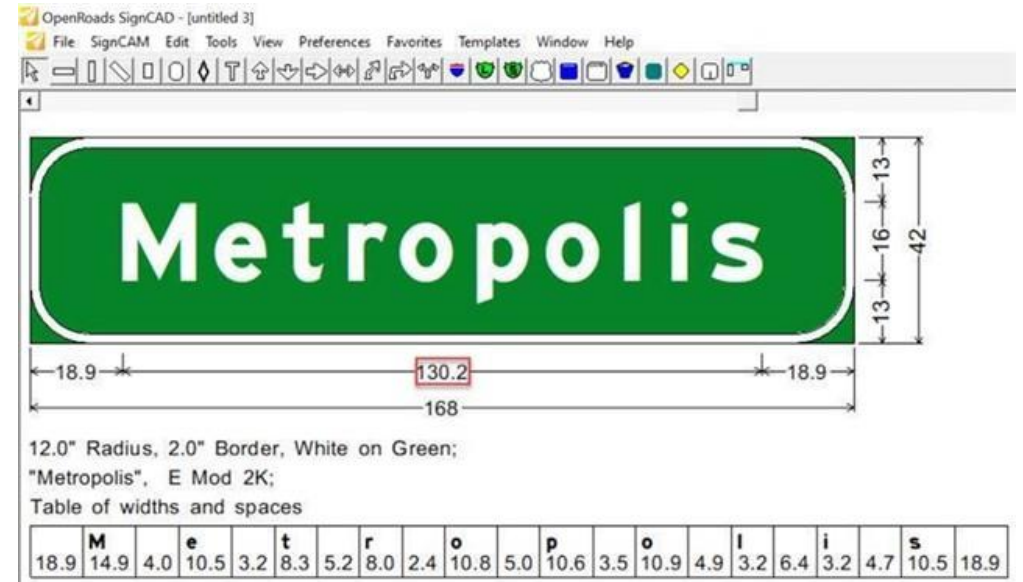 OpenRoads SignCAD - [untitled 3]
File SignCAM Edit Tools View Preferences Favorites Templates Window Help
Metropolis
13
16
42
13
18.9 130.2 18.9
168
12.0" Radius, 2.0" Border, White on Green;
"Metropolis", E Mod 2K;
Table of widths and spaces
M e t r o p o l i s
18.9 14.9 4.0 10.5 3.2 8.3 5.2 8.0 2.4 10.8 5.0 10.6 3.5 10.9 4.9 3.2 6.4 3.2 4.7 10.5 18.9